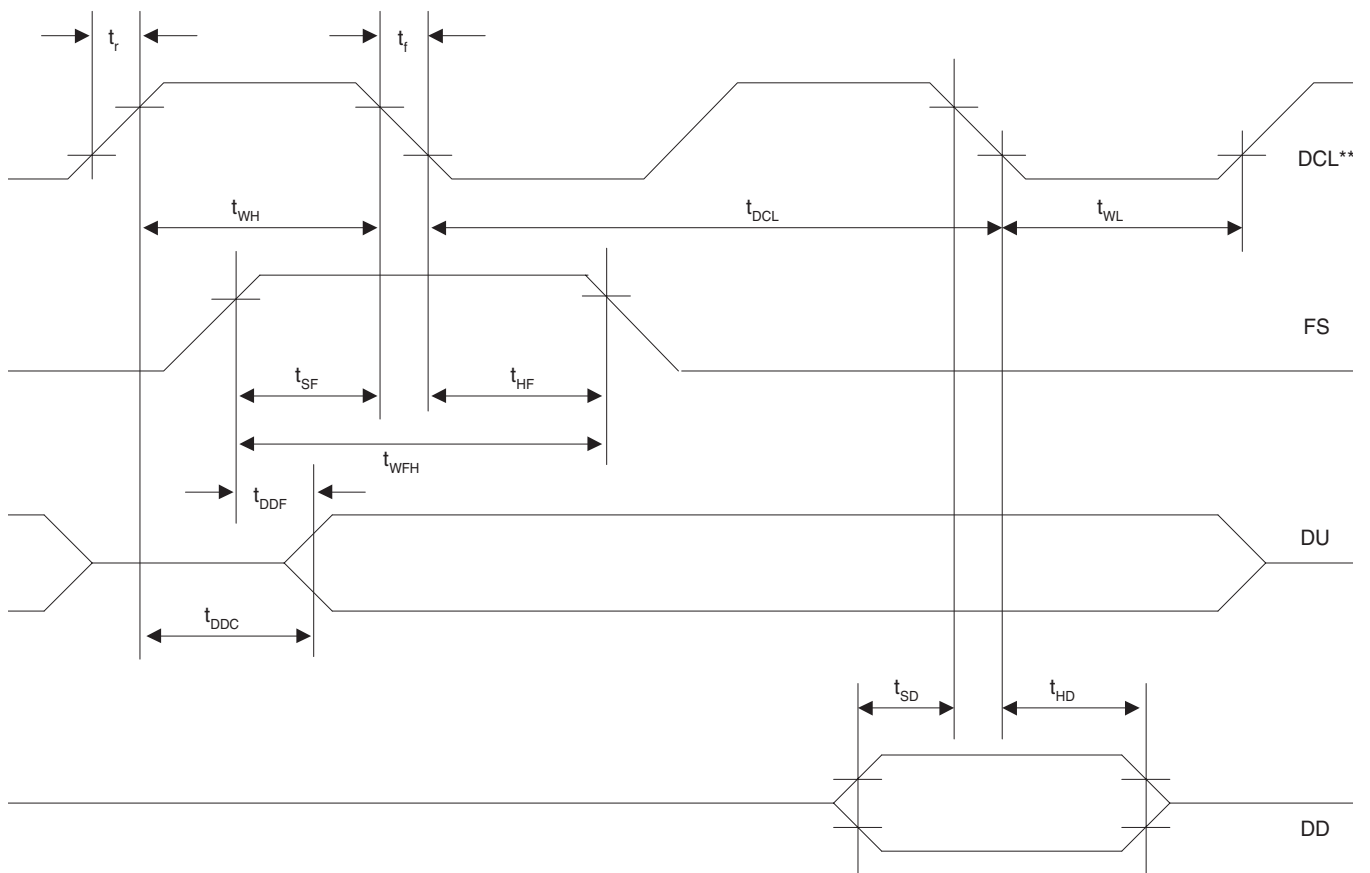 tr
tf
DCL**
tWH
tDCL
tWL
FS
tSF
tHF
tWFH
tDDF
DU
tDDC
tSD
tHD
DD